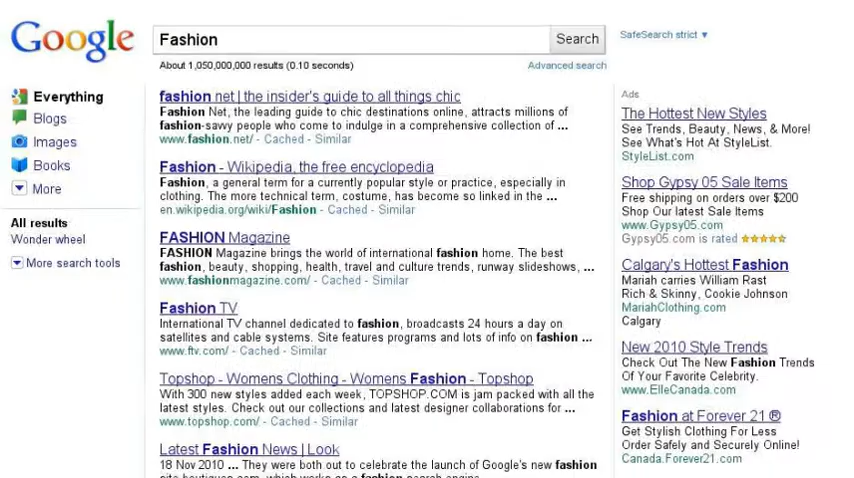 Google
Fashion
Search
SafeSearch strict ▼
About 1,050,000,000 results (0.10 seconds)
Advanced search
Everything
Blogs
Images
Books
More
All results
Wonder wheel
More search tools
fashion net | the insider's guide to all things chic
Fashion Net, the leading guide to chic destinations online, attracts millions of
fashion-savvy people who come to indulge in a comprehensive collection of ...
www.fashion.net/ - Cached - Similar
Fashion - Wikipedia, the free encyclopedia
Fashion, a general term for a currently popular style or practice, especially in
clothing. The more technical term, costume, has become so linked in the ...
en.wikipedia.org/wiki/Fashion - Cached - Similar
FASHION Magazine
FASHION Magazine brings the world of international fashion home. The best
fashion, beauty, shopping, health, travel and culture trends, runway slideshows, ...
www.fashionmagazine.com/ - Cached - Similar
Fashion TV
International TV channel dedicated to fashion, broadcasts 24 hours a day on
satellites and cable systems. Site features programs and lots of info on fashion ...
www.ftv.com/ - Cached - Similar
Topshop - Womens Clothing - Womens Fashion - Topshop
With 300 new styles added each week, TOPSHOP.COM is jam packed with all the
latest styles. Check out our collections and latest designer collaborations for ...
www.topshop.com/ - Cached - Similar
Latest Fashion News | Look
18 Nov 2010 ... They were both out to celebrate the launch of Google's new fashion
site boutiques.com, which works as a fashion search engine
Ads
The Hottest New Styles
See Trends, Beauty, News, & More!
See What's Hot At StyleList.
StyleList.com
Shop Gypsy 05 Sale Items
Free shipping on orders over $200
Shop Our latest Sale Items
www.Gypsy05.com
Gypsy05.com is rated
Calgary's Hottest Fashion
Mariah carries William Rast
Rich & Skinny, Cookie Johnson
MariahClothing.com
Calgary
New 2010 Style Trends
Check Out The New Fashion Trends
Of Your Favorite Celebrity.
www.ElleCanada.com
Fashion at Forever 21 ®
Get Stylish Clothing For Less
Order Safely and Securely Online!
Canada.Forever21.com